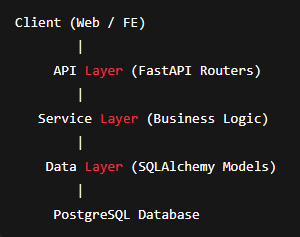 Client (Web / FE)
|
API Layer (FastAPI Routers)
|
Service Layer (Business Logic)
|
Data Layer (SQLAlchemy Models)
|
PostgreSQL Database